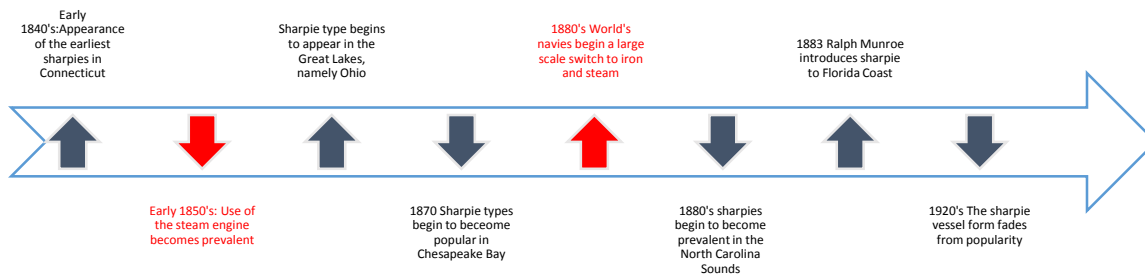 Early
1840's:Appearance
of the earliest
sharpies in
Connecticut
Early 1850's: Use of
the steam engine
becomes prevalent
Sharpie type begins
to appear in the
Great Lakes,
namely Ohio
1870 Sharpie types
begin to beceome
popular in
Chesapeake Bay
1880's World's
navies begin a large
scale switch to iron
and steam
1880's sharpies
begin to become
prevalent in the
North Carolina
Sounds
1883 Ralph Munroe
introduces sharpie
to Florida Coast
1920's The sharpie
vessel form fades
from popularity